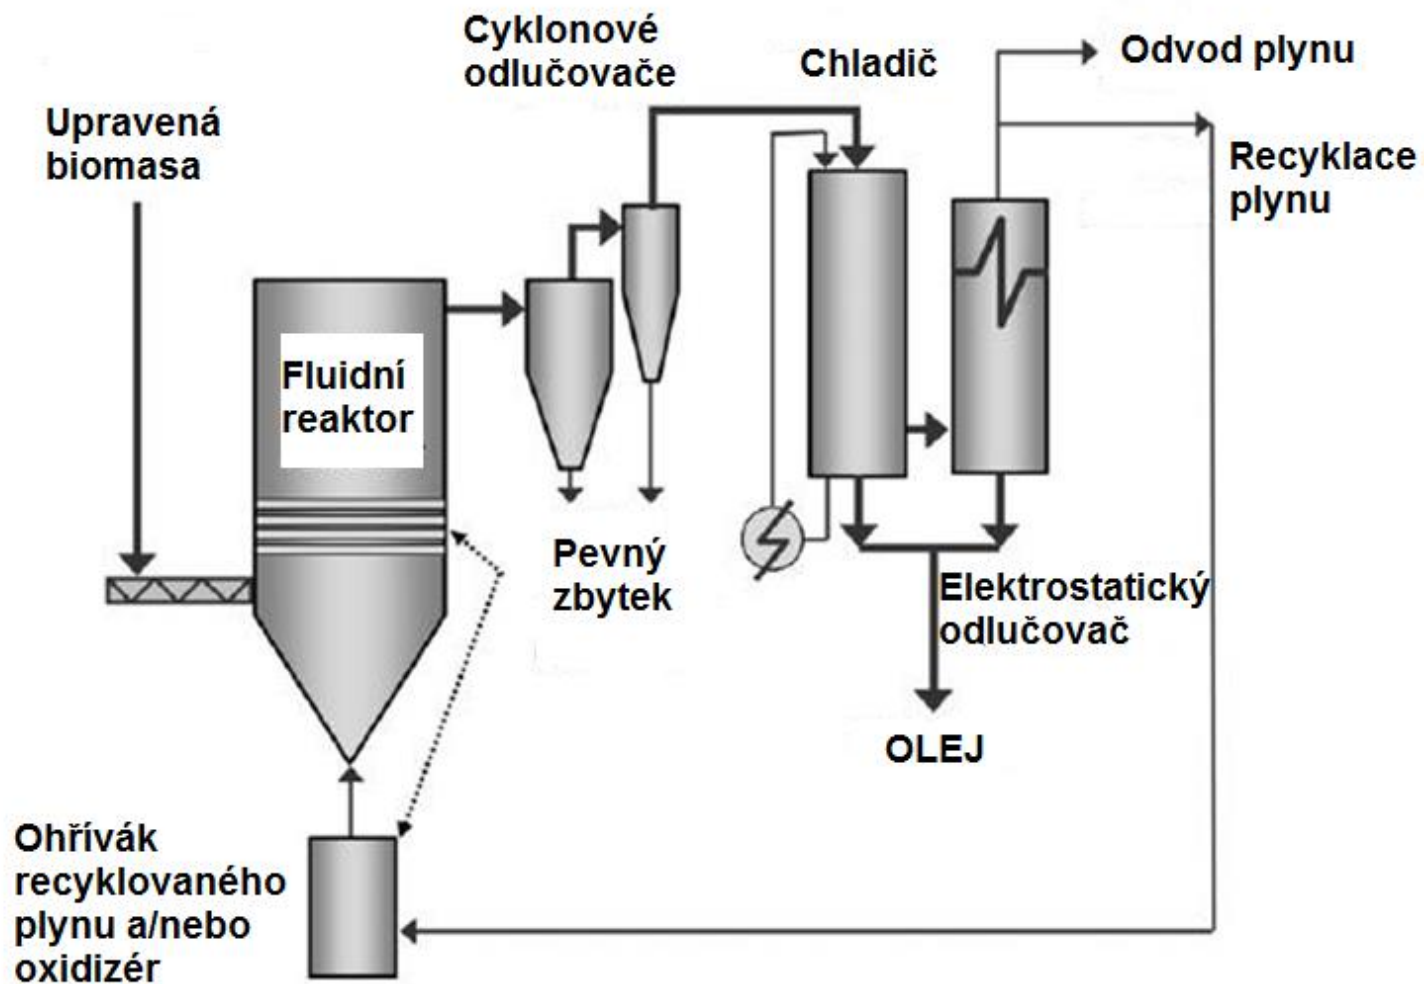 Cyklonové
odlučovače
Chladič
Odvod plynu
Upravená
biomasa
Recyklace
plynu
Fluidní
reaktor
Pevný
zbytek
Elektrostatický
odlučovač
OLEJ
Ohřívák
recyklovaného
plynu a/nebo
oxidizér